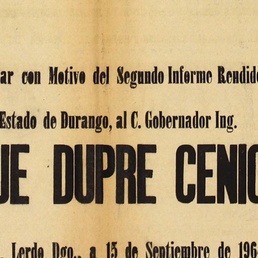 ar con Motivo del Segundo Informe Rendido
Estado de Durango, al C. Gobernador Ing.
UE DUPRE CENIC
Lerdo Dgo., a 15 de Septiembre de 196